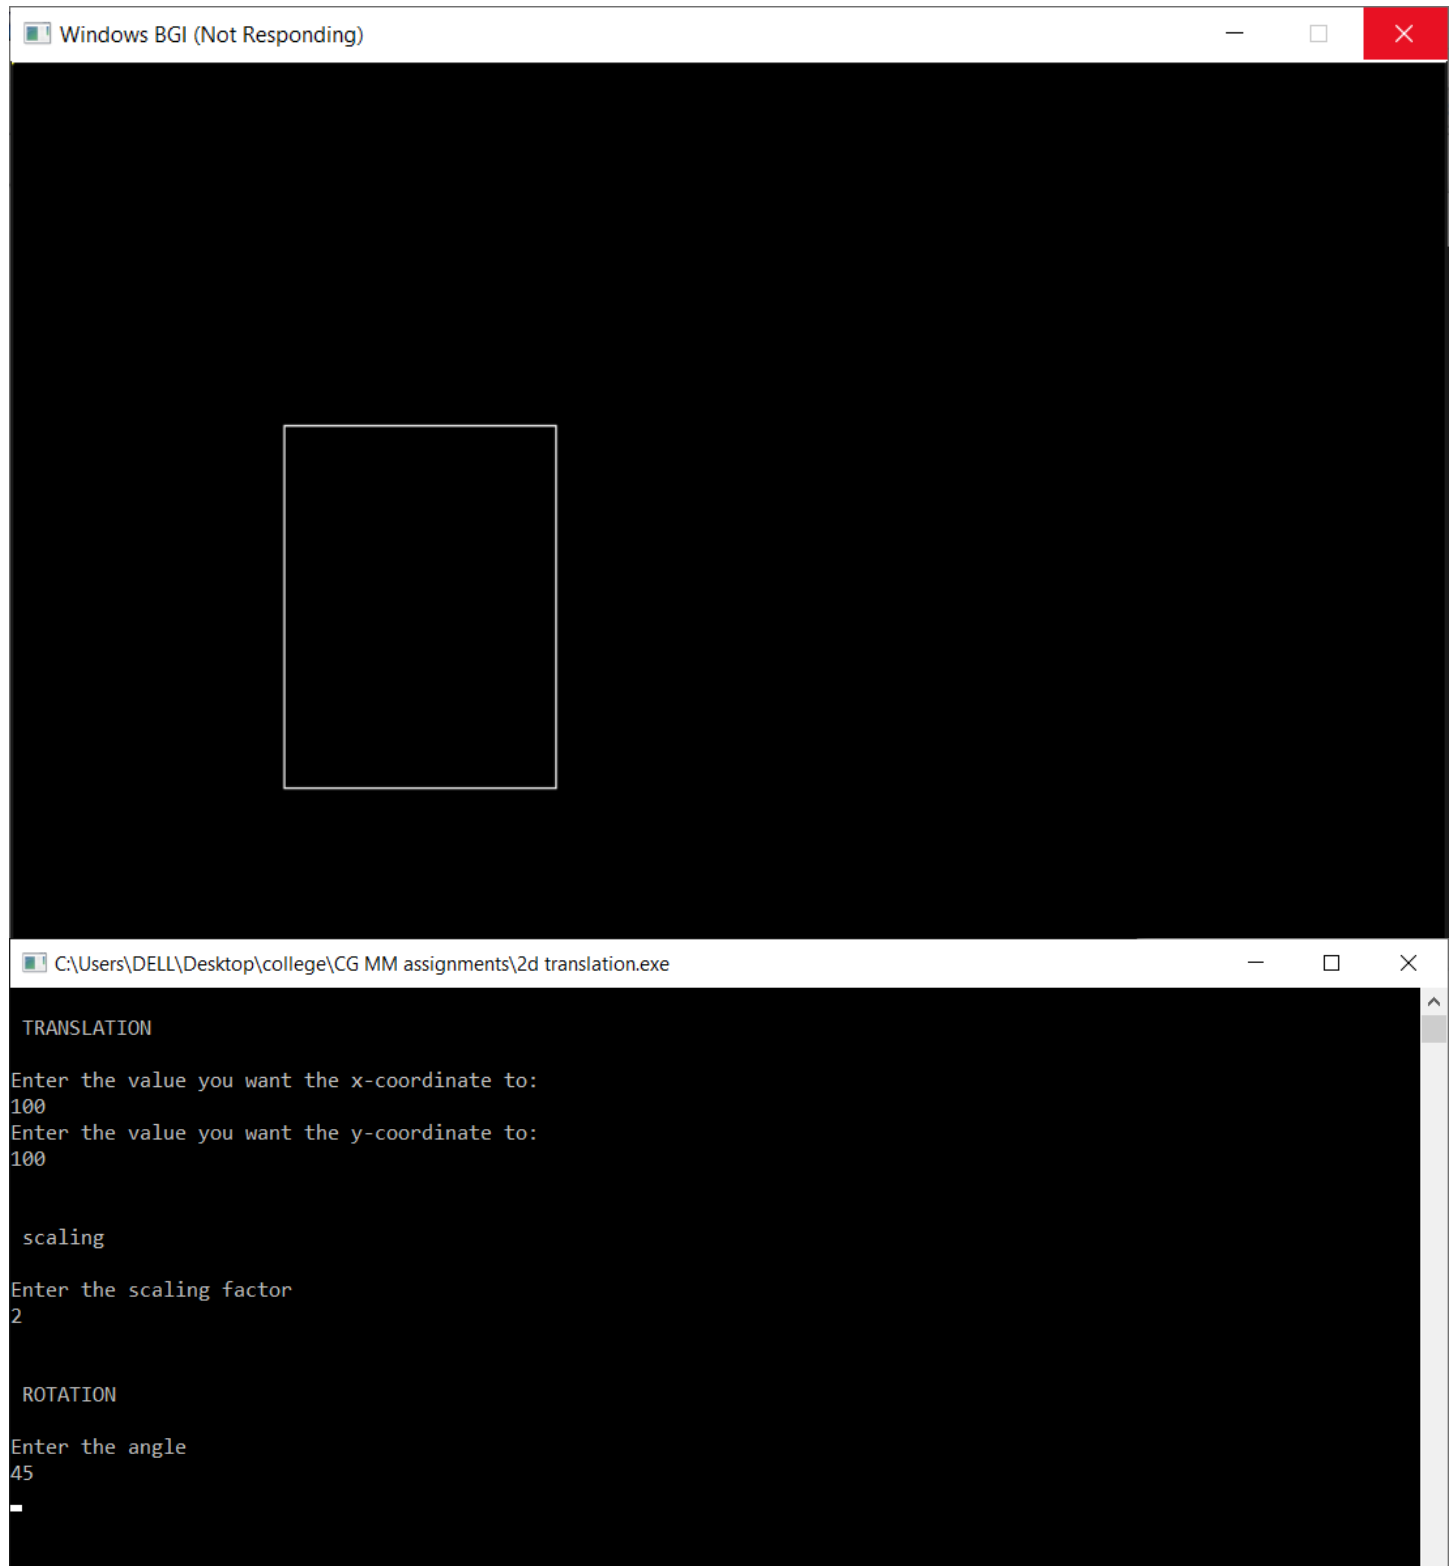 Windows BGI (Not Responding)
C:\Users\DELL\Desktop\college\CG MM assignments\2d translation.exe
TRANSLATION
Enter the value you want the x-coordinate to:
100
Enter the value you want the y-coordinate to:
100
scaling
Enter the scaling factor
2
ROTATION
Enter the angle
45